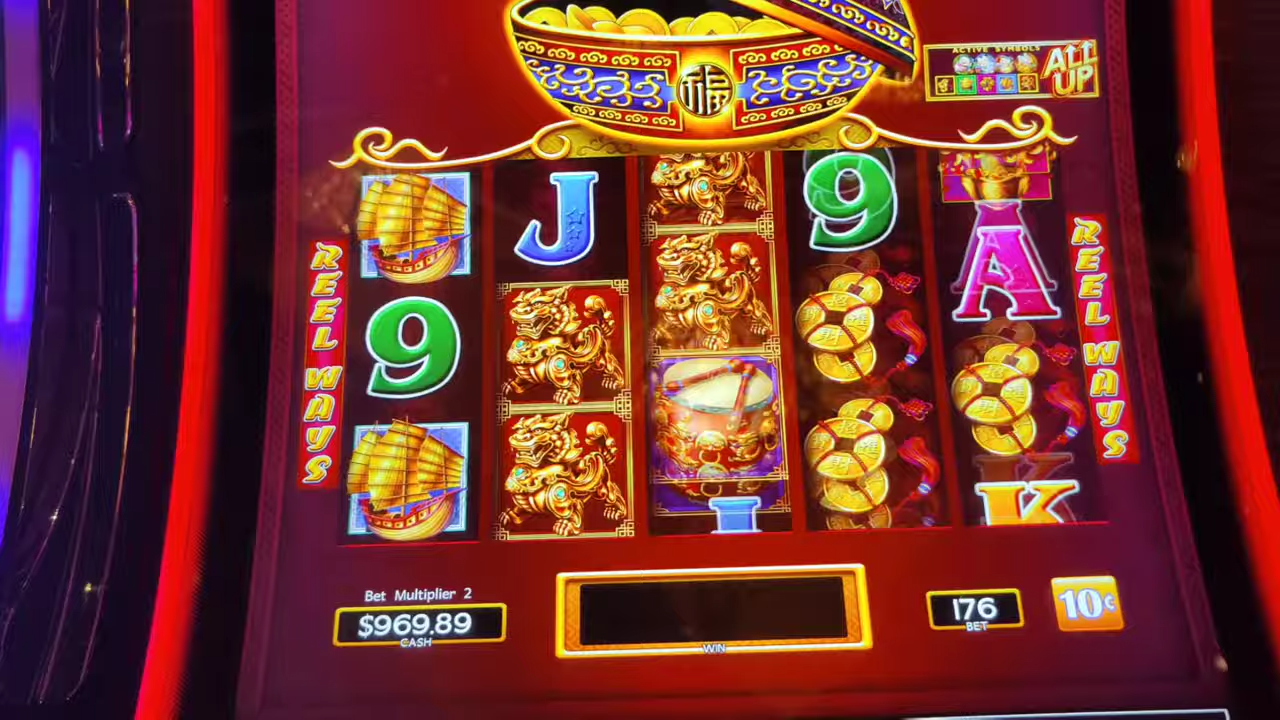 福
ACTIVE SYMBOLS
ALL
UP
J
9
A
9
REEL WAYS
REEL WAYS
J
K
Bet Multiplier 2
$969.89
CASH
WIN
176
BET
10¢